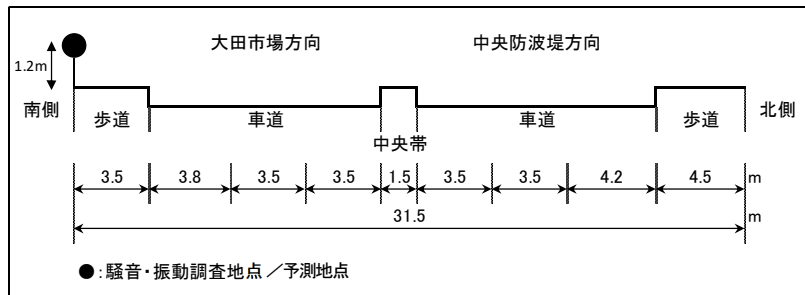 大田市場方向 中央防波堤方向
1.2m
南側 北側
歩道 車道 車道 歩道
中央帯
3.5 3.8 3.5 3.5 1.5 3.5 3.5 4.2 4.5 m
31.5 m
●:騒音・振動調査地点/予測地点